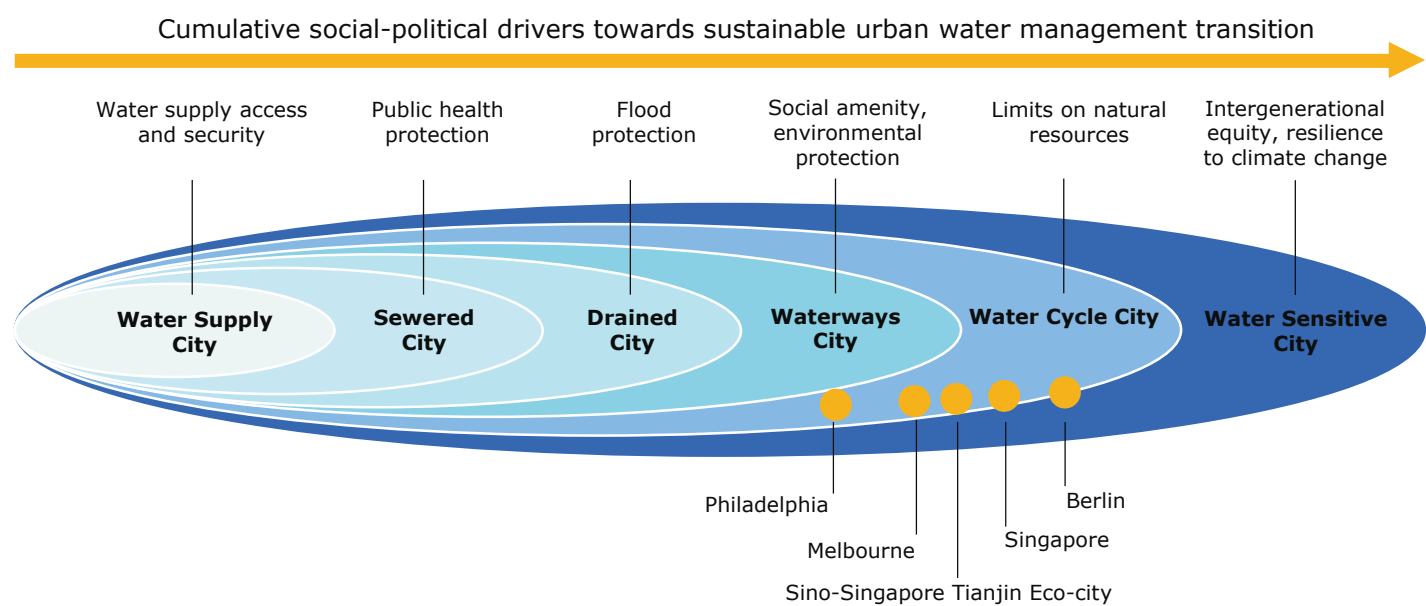 Cumulative social-political drivers towards sustainable urban water management transition
Water supply access
and security
Public health
protection
Flood
protection
Social amenity,
environmental
protection
Limits on natural
resources
Intergenerational
equity, resilience
to climate change
Water Supply
City
Sewered
City
Drained
City
Waterways
City
Water Cycle City
Water Sensitive
City
Philadelphia
Melbourne
Sino-Singapore Tianjin Eco-city
Singapore
Berlin